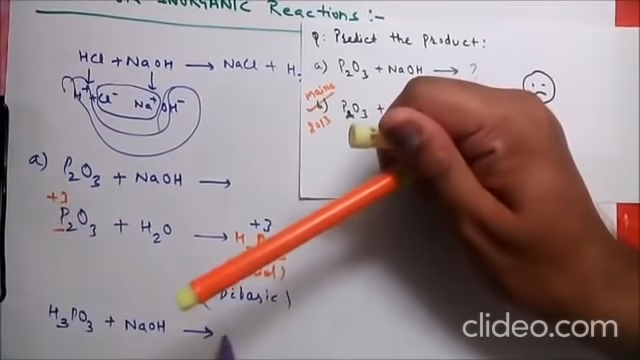 INORGANIC Reactions :-
HCl + NaOH → NaCl + H
H+ Cl- Na+ OH-
a) P2O3 + NaOH →
+3
P2O3 + H2O →
+3
H
(Dibasic)
H3PO3 + NaOH →
Q: Predict the product:
a) P2O3 + NaOH → ?
Mains
b) P2O3 +
2013
clideo.com